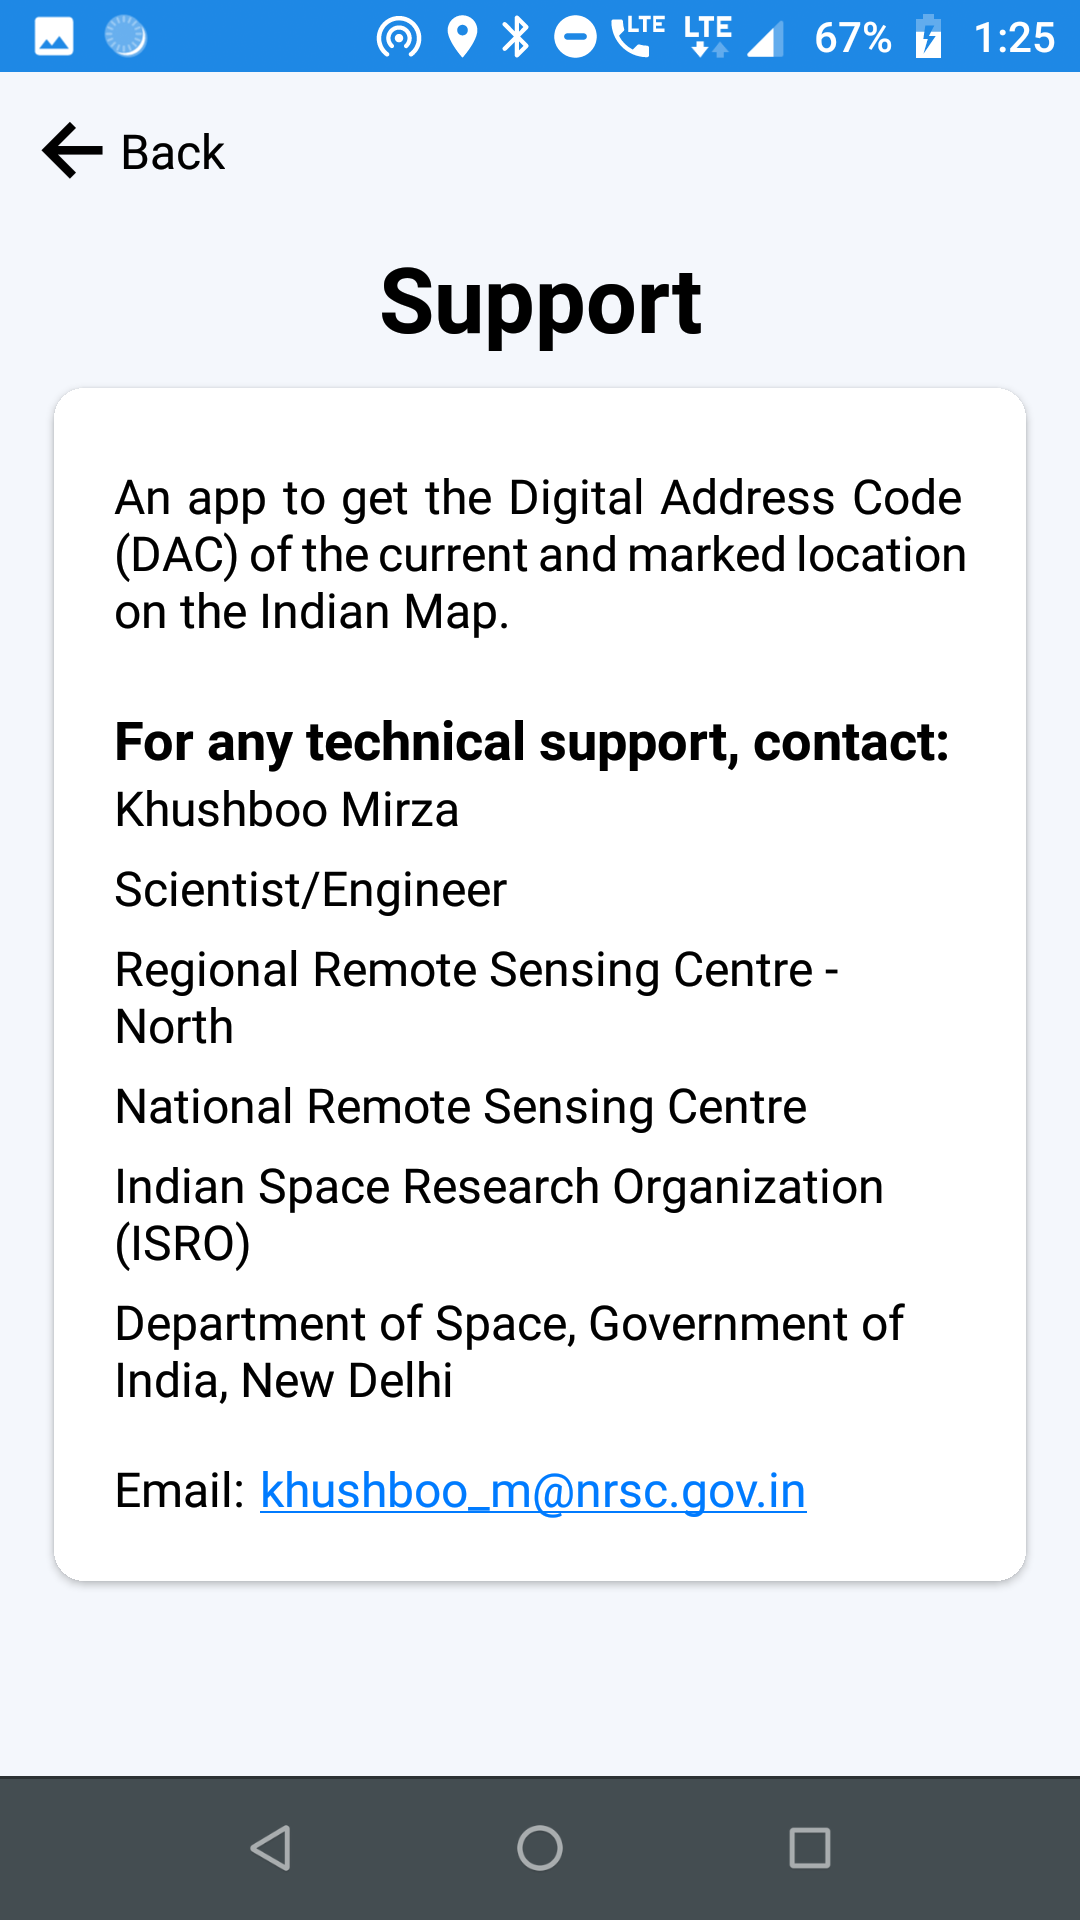 LTE LTE 67% 1:25
Back
Support
An app to get the Digital Address Code
(DAC) of the current and marked location
on the Indian Map.
For any technical support, contact:
Khushboo Mirza
Scientist/Engineer
Regional Remote Sensing Centre -
North
National Remote Sensing Centre
Indian Space Research Organization
(ISRO)
Department of Space, Government of
India, New Delhi
Email: khushboo_m@nrsc.gov.in